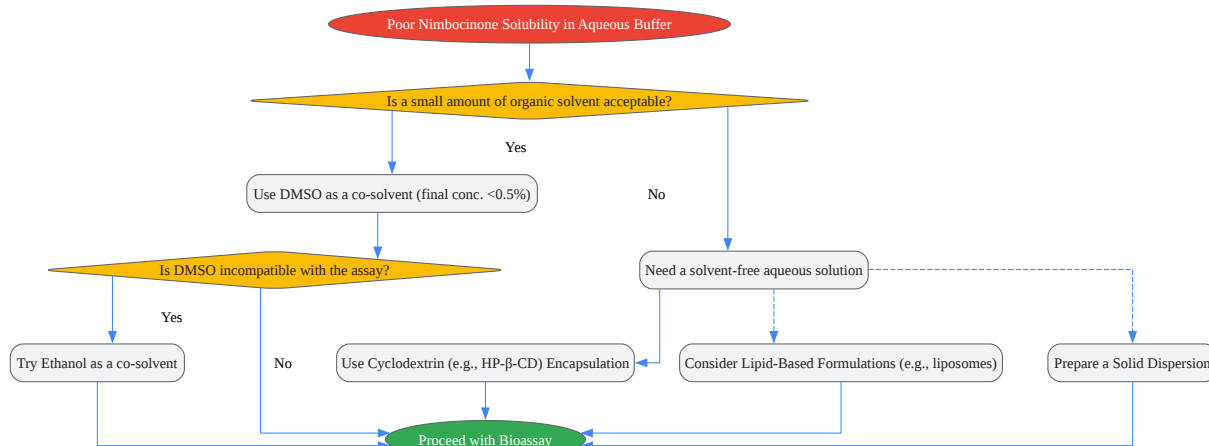 Poor Nimbocinone Solubility in Aqueous Buffer
Is a small amount of organic solvent acceptable?
Yes
Use DMSO as a co-solvent (final conc. <0.5%)
No
Is DMSO incompatible with the assay?
Need a solvent-free aqueous solution
Yes
Try Ethanol as a co-solvent
No
Use Cyclodextrin (e.g., HP-β-CD) Encapsulation
Consider Lipid-Based Formulations (e.g., liposomes)
Prepare a Solid Dispersion
Proceed with Bioassay